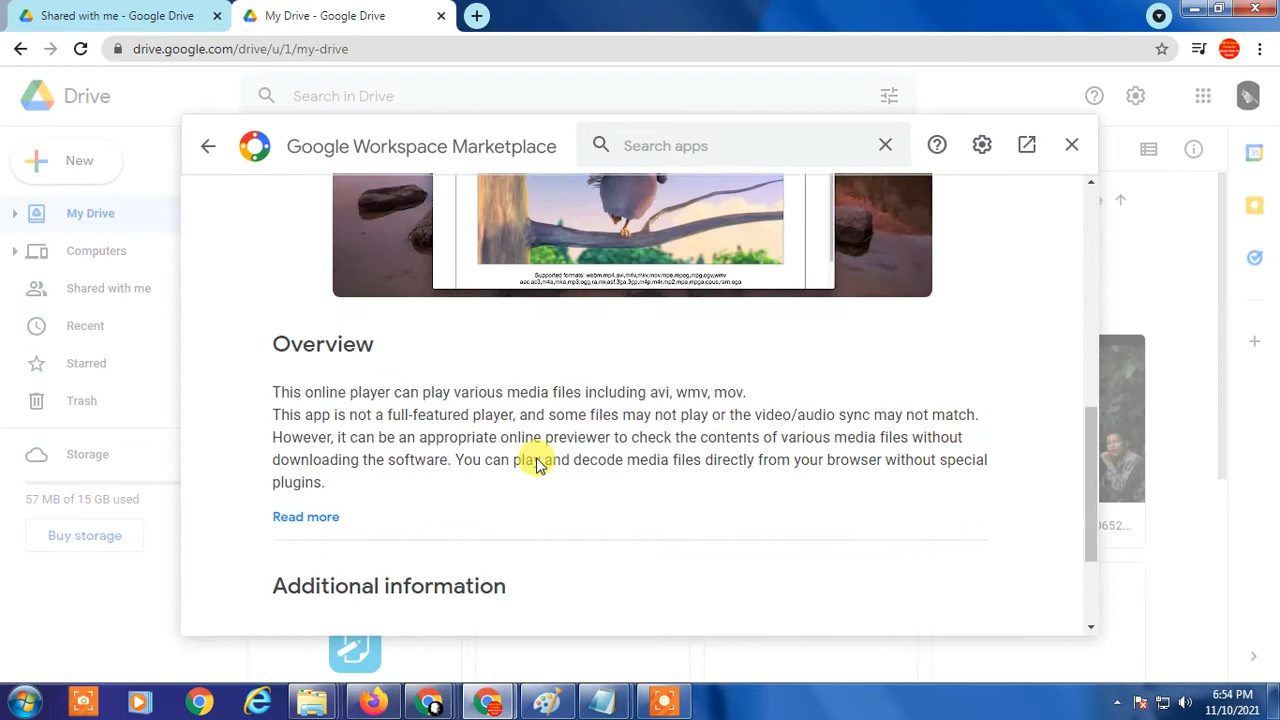 Shared with me - Google Drive
My Drive - Google Drive
drive.google.com/drive/u/1/my-drive
Drive
Search in Drive
New
Google Workspace Marketplace
Search apps
My Drive
Computers
Shared with me
Recent
Starred
Trash
Storage
57 MB of 15 GB used
Buy storage
Overview
This online player can play various media files including avi, wmv, mov.
This app is not a full-featured player, and some files may not play or the video/audio sync may not match.
However, it can be an appropriate online previewer to check the contents of various media files without
downloading the software. You can play and decode media files directly from your browser without special
plugins.
Read more
Additional information
0652...
31
6:54 PM
11/10/2021